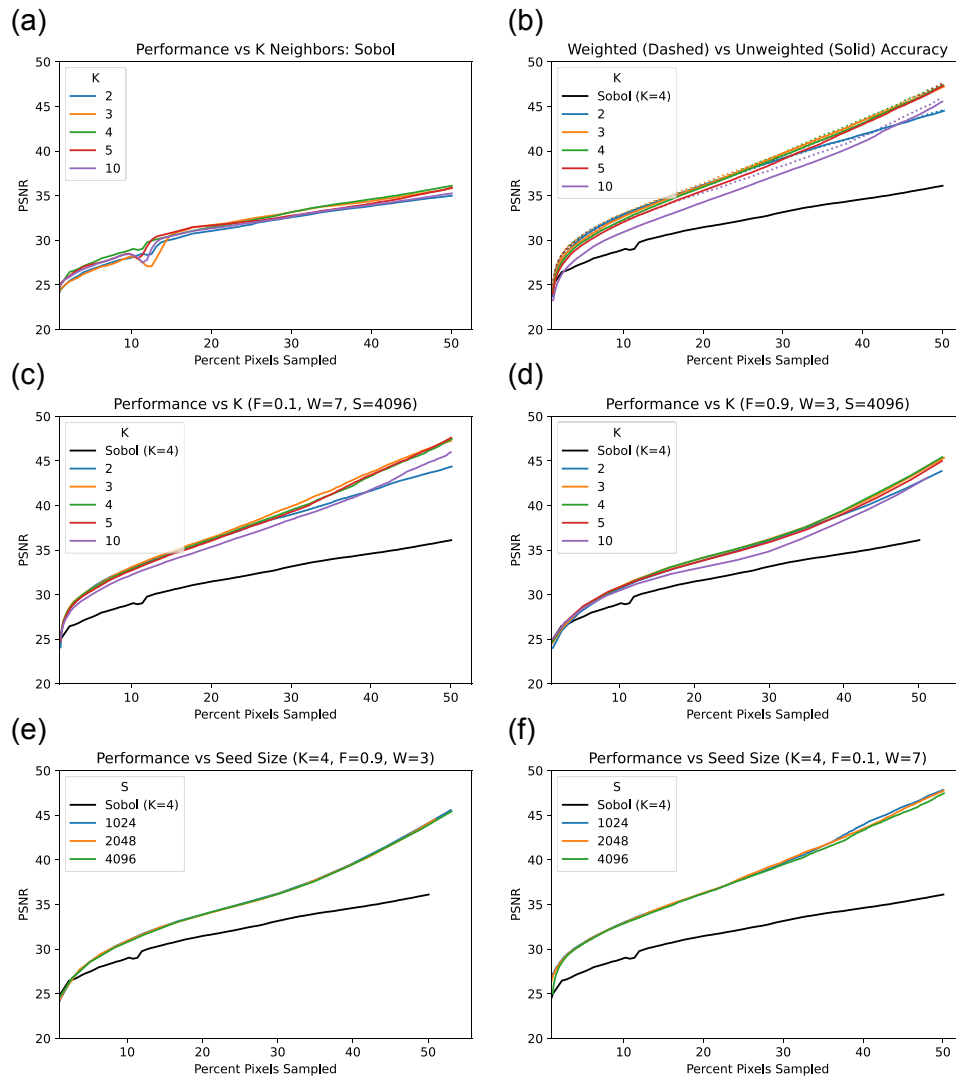 (a)
Performance vs K Neighbors: Sobol
50
45
40
35
30
25
20
PSNR
K
2
3
4
5
10
10 20 30 40 50
Percent Pixels Sampled
(b)
Weighted (Dashed) vs Unweighted (Solid) Accuracy
50
45
40
35
30
25
20
PSNR
K
Sobol (K=4)
2
3
4
5
10
10 20 30 40 50
Percent Pixels Sampled
(c)
Performance vs K (F=0.1, W=7, S=4096)
50
45
40
35
30
25
20
PSNR
K
Sobol (K=4)
2
3
4
5
10
10 20 30 40 50
Percent Pixels Sampled
(d)
Performance vs K (F=0.9, W=3, S=4096)
50
45
40
35
30
25
20
PSNR
K
Sobol (K=4)
2
3
4
5
10
10 20 30 40 50
Percent Pixels Sampled
(e)
Performance vs Seed Size (K=4, F=0.9, W=3)
50
45
40
35
30
25
20
PSNR
S
Sobol (K=4)
1024
2048
4096
10 20 30 40 50
Percent Pixels Sampled
(f)
Performance vs Seed Size (K=4, F=0.1, W=7)
50
45
40
35
30
25
20
PSNR
S
Sobol (K=4)
1024
2048
4096
10 20 30 40 50
Percent Pixels Sampled